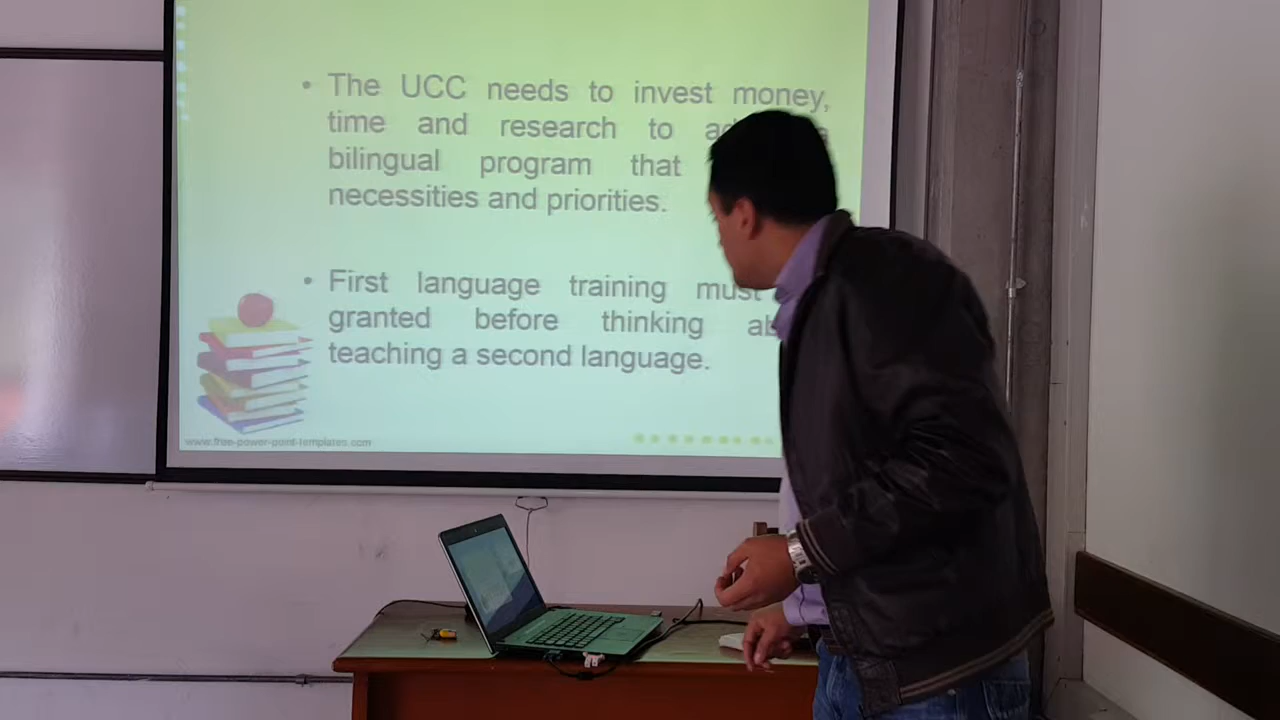 • The UCC needs to invest money,
time and research to
bilingual program that
necessities and priorities.
• First language training must
granted before thinking
teaching a second language.
www.free-power-point-templates.com